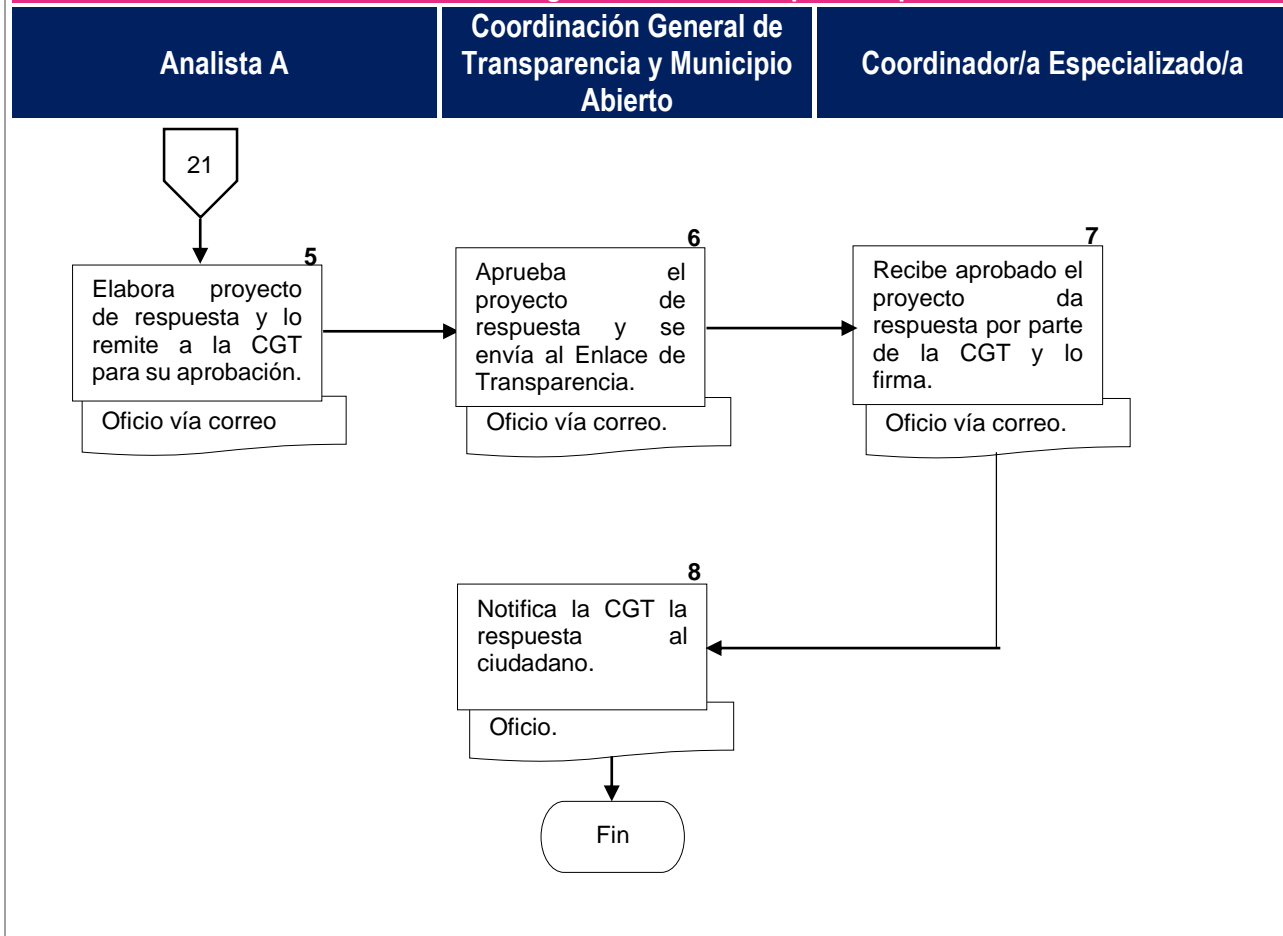 Analista A
Coordinación General de
Transparencia y Municipio
Abierto
Coordinador/a Especializado/a
21
5
Elabora proyecto
de respuesta y lo
remite a la CGT
para su aprobación.
Oficio vía correo
6
Aprueba el
proyecto de
respuesta y se
envía al Enlace de
Transparencia.
Oficio vía correo.
7
Recibe aprobado el
proyecto da
respuesta por parte
de la CGT y lo
firma.
Oficio vía correo.
8
Notifica la CGT la
respuesta al
ciudadano.
Oficio.
Fin